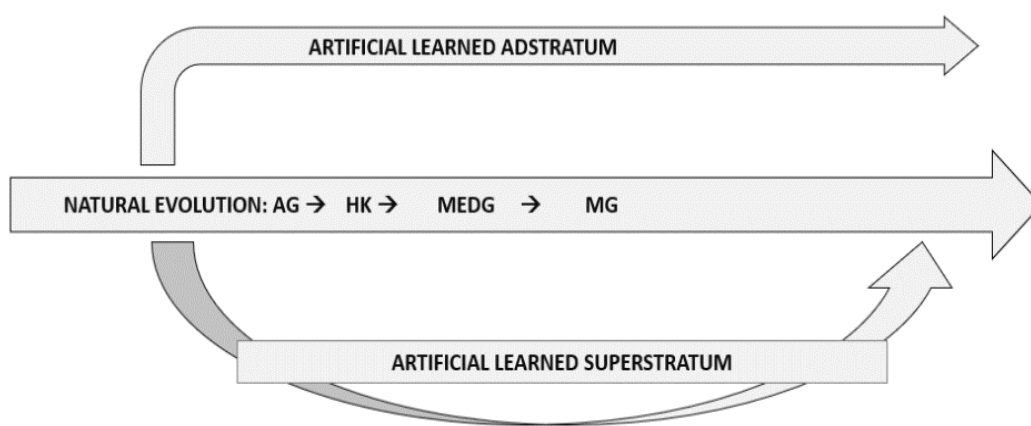 ARTIFICIAL LEARNED ADSTRATUM
NATURAL EVOLUTION: AG → HK → MEDG → MG
ARTIFICIAL LEARNED SUPERSTRATUM